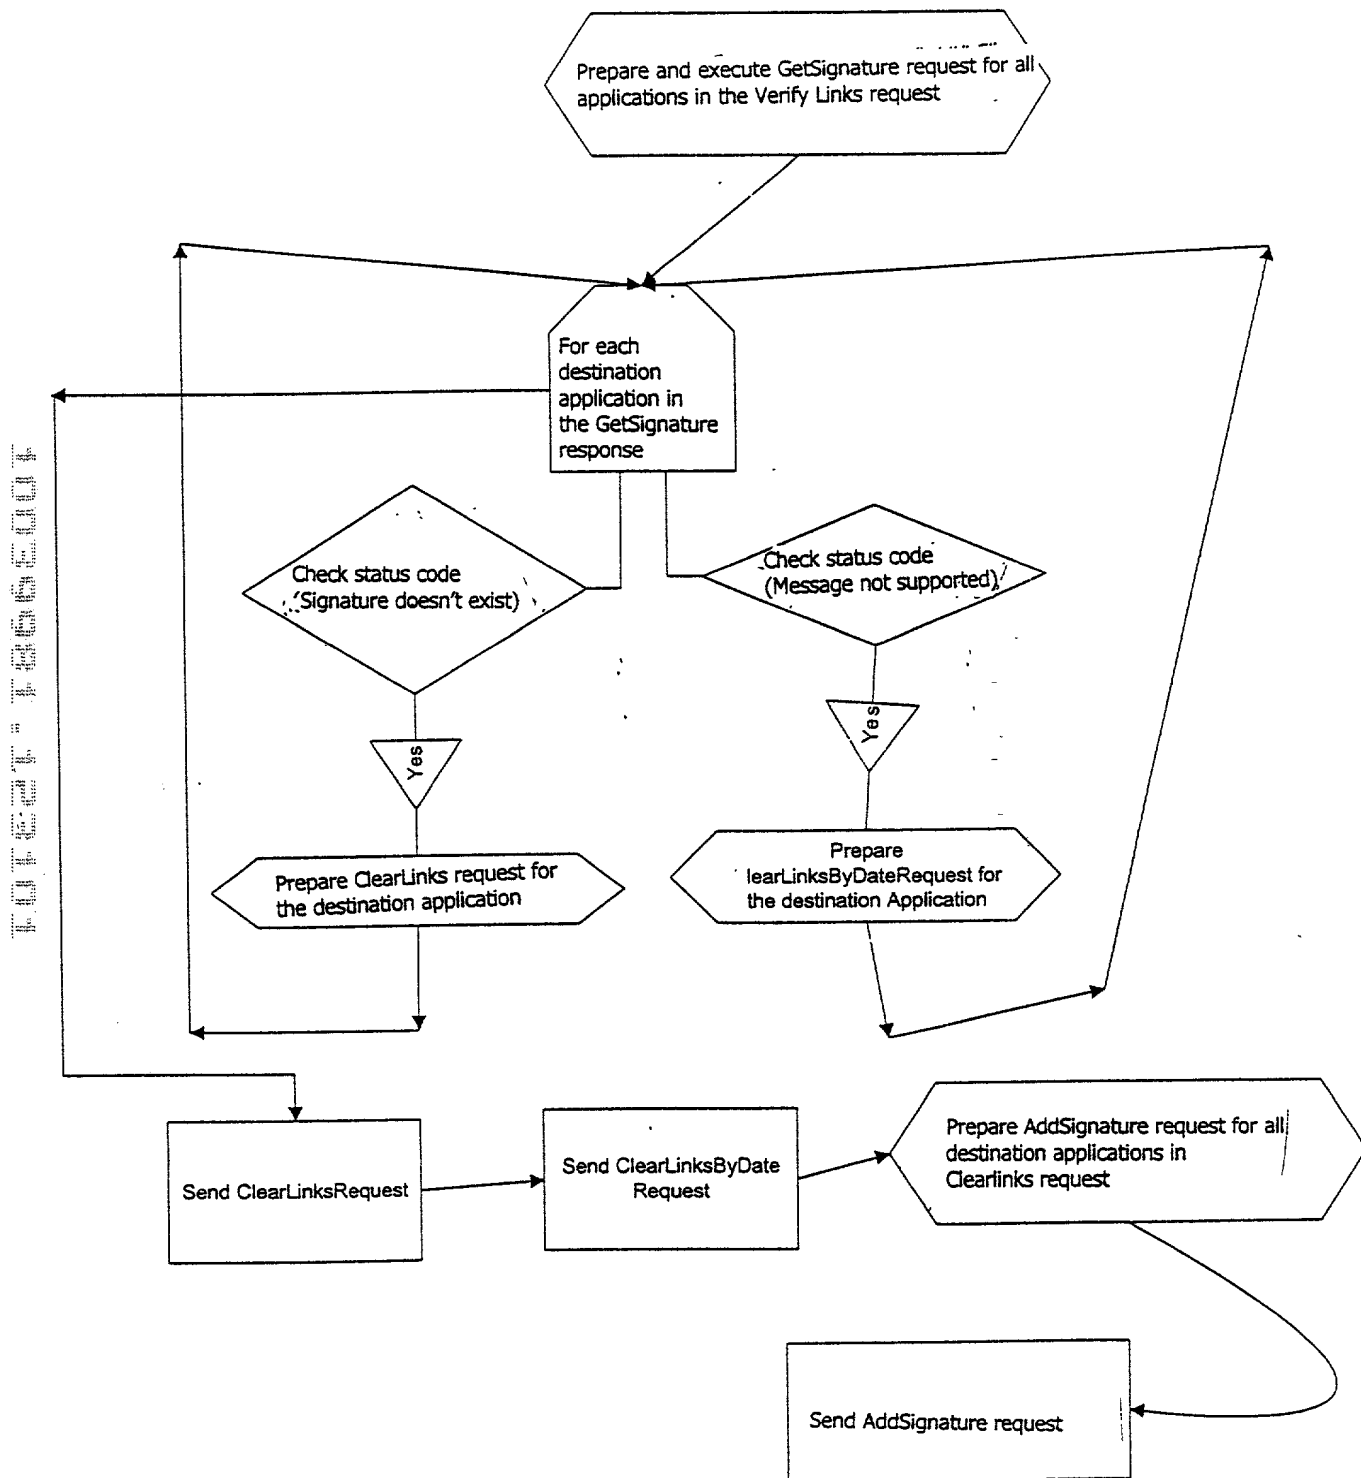 Prepare and execute GetSignature request for all
applications in the Verify Links request
For each
destination
application in
the GetSignature
response
Check status code
'Signature doesn't exist)
Check status code
(Message not supported)
Yes
Yes
Prepare ClearLinks request for
the destination application
Prepare
learLinksByDateRequest for
the destination Application
Send ClearLinksRequest
Send ClearLinksByDate
Request
Prepare AddSignature request for all
destination applications in
Clearlinks request
Send AddSignature request